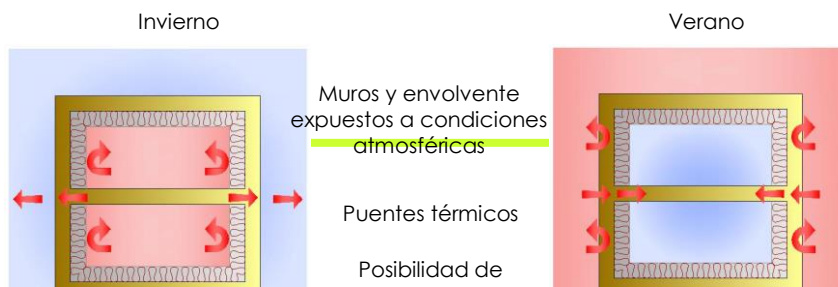 Invierno
Verano
Muros y envolvente
expuestos a condiciones
atmosféricas
Puentes térmicos
Posibilidad de